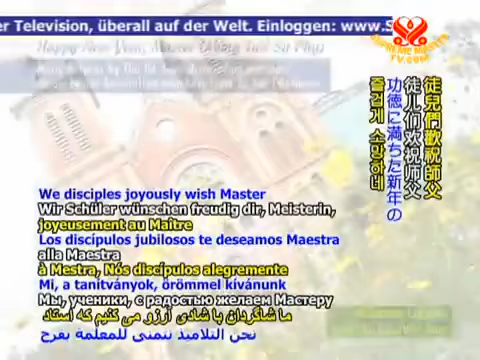 er Television, überall auf der Welt. Einloggen: www.S
SUPREME MASTER
TV.COM
徒兒們歡祝師父
徒儿们欢祝师父
功徳に満ちた新年の
즐겁게 소망하네
We disciples joyously wish Master
Wir Schüler wünschen freudig dir, Meisterin,
joyeusement au Maître
Los discípulos jubilosos te deseamos Maestra
alla Maestra
à Mestra, Nós discípulos alegremente
Mi, a tanítványok, örömmel kívánunk
Мы, ученики, с радостью желаем Мастеру
ما شاگردان با شادی آرزو می کنیم که استاد
نحن التلاميذ نتمنى للمعلمة بفرح